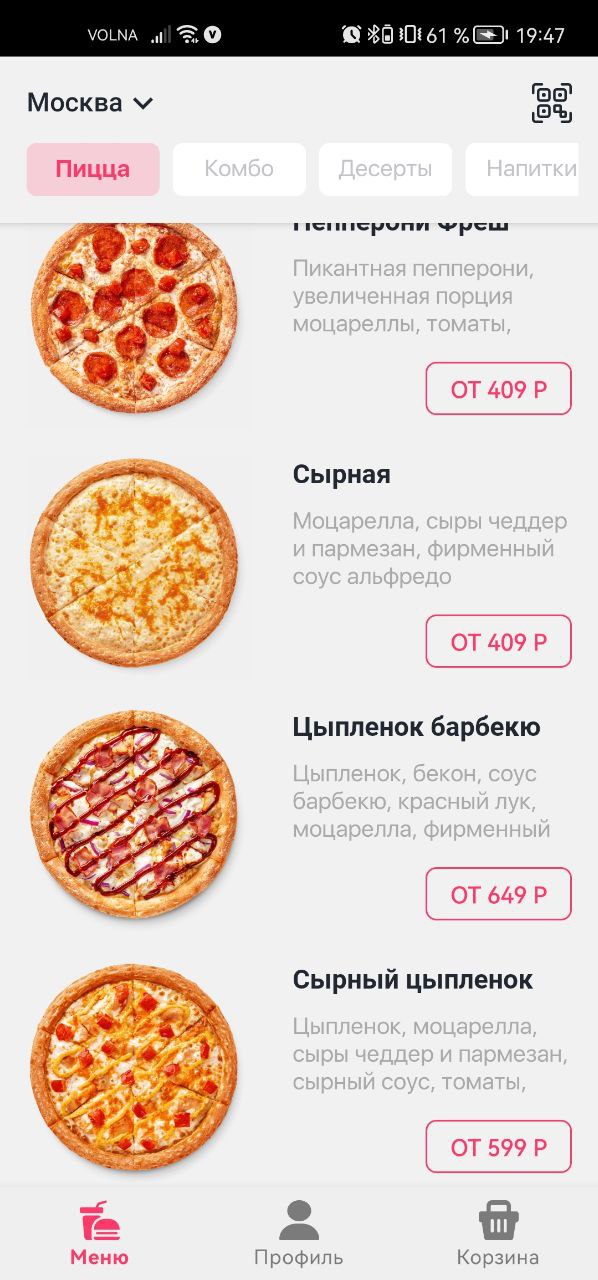 VOLNA
61 %
19:47
Москва
Пицца
Комбо
Десерты
Напитки
Пепперони Фреш
Пикантная пепперони,
увеличенная порция
моцареллы, томаты,
ОТ 409 Р
Сырная
Моцарелла, сыры чеддер
и пармезан, фирменный
соус альфредо
ОТ 409 Р
Цыпленок барбекю
Цыпленок, бекон, соус
барбекю, красный лук,
моцарелла, фирменный
ОТ 649 Р
Сырный цыпленок
Цыпленок, моцарелла,
сыры чеддер и пармезан,
сырный соус, томаты,
ОТ 599 Р
Меню
Профиль
Корзина